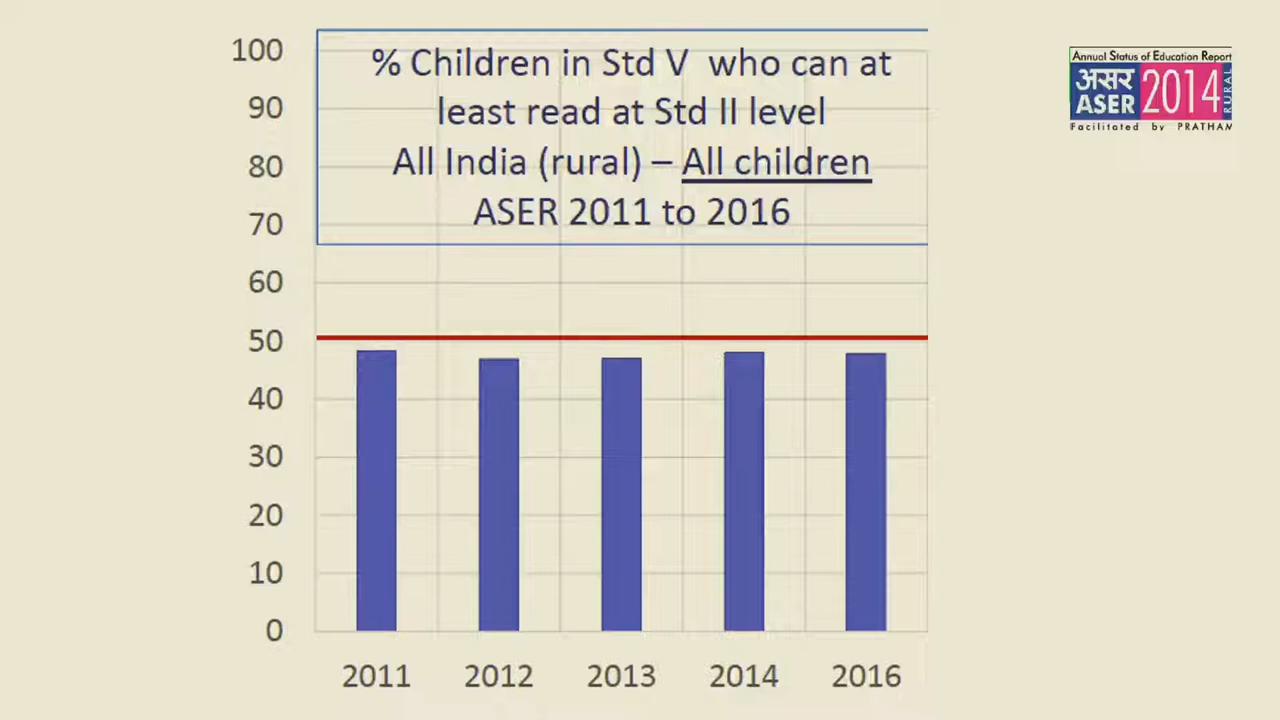 % Children in Std V who can at
least read at Std II level
All India (rural) – All children
ASER 2011 to 2016
100
90
80
70
60
50
40
30
20
10
0
2011 2012 2013 2014 2016
Annual Status of Education Report
असर
ASER 2014 RURAL
Facilitated by PRATHAM